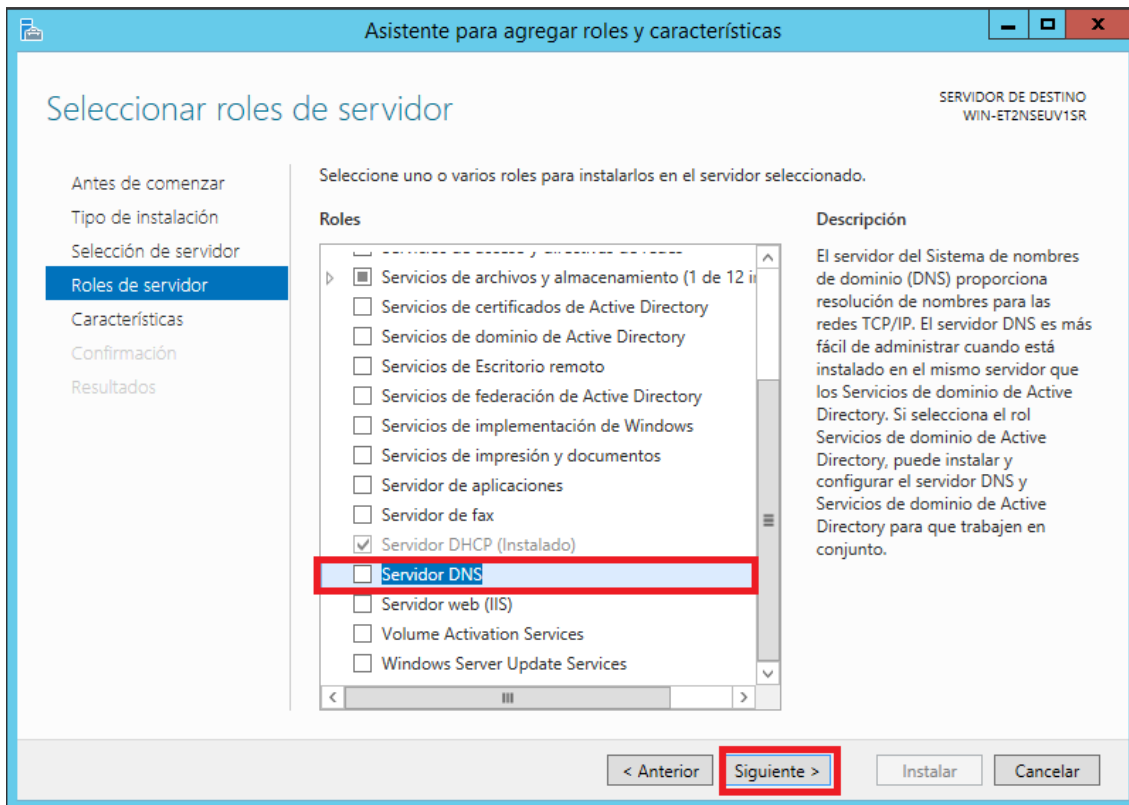 Asistente para agregar roles y características
Seleccionar roles de servidor
SERVIDOR DE DESTINO
WIN-ET2NSEUV1SR
Antes de comenzar
Tipo de instalación
Selección de servidor
Roles de servidor
Características
Confirmación
Resultados
Seleccione uno o varios roles para instalarlos en el servidor seleccionado.
Roles
Servicios de archivos y almacenamiento (1 de 12 i
Servicios de certificados de Active Directory
Servicios de dominio de Active Directory
Servicios de Escritorio remoto
Servicios de federación de Active Directory
Servicios de implementación de Windows
Servicios de impresión y documentos
Servidor de aplicaciones
Servidor de fax
Servidor DHCP (Instalado)
Servidor DNS
Servidor web (IIS)
Volume Activation Services
Windows Server Update Services
Descripción
El servidor del Sistema de nombres
de dominio (DNS) proporciona
resolución de nombres para las
redes TCP/IP. El servidor DNS es más
fácil de administrar cuando está
instalado en el mismo servidor que
los Servicios de dominio de Active
Directory. Si selecciona el rol
Servicios de dominio de Active
Directory, puede instalar y
configurar el servidor DNS y
Servicios de dominio de Active
Directory para que trabajen en
conjunto.
< Anterior
Siguiente >
Instalar
Cancelar